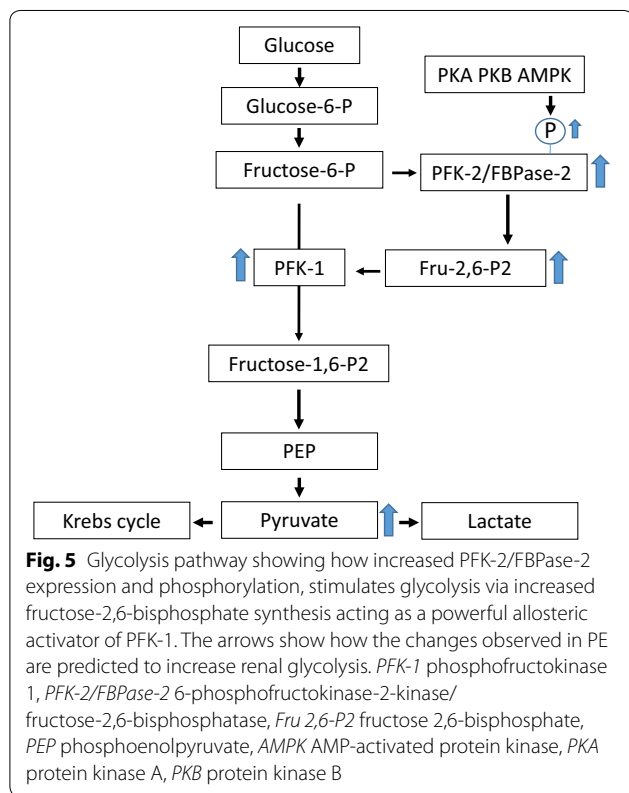 Glucose
PKA PKB AMPK
Glucose-6-P
P
Fructose-6-P
PFK-2/FBPase-2
PFK-1
Fru-2,6-P2
Fructose-1,6-P2
PEP
Krebs cycle
Pyruvate
Lactate
Fig. 5 Glycolysis pathway showing how increased PFK-2/FBPase-2
expression and phosphorylation, stimulates glycolysis via increased
fructose-2,6-bisphosphate synthesis acting as a powerful allosteric
activator of PFK-1. The arrows show how the changes observed in PE
are predicted to increase renal glycolysis. PFK-1 phosphofructokinase
1, PFK-2/FBPase-2 6-phosphofructokinase-2-kinase/
fructose-2,6-bisphosphatase, Fru 2,6-P2 fructose 2,6-bisphosphate,
PEP phosphoenolpyruvate, AMPK AMP-activated protein kinase, PKA
protein kinase A, PKB protein kinase B